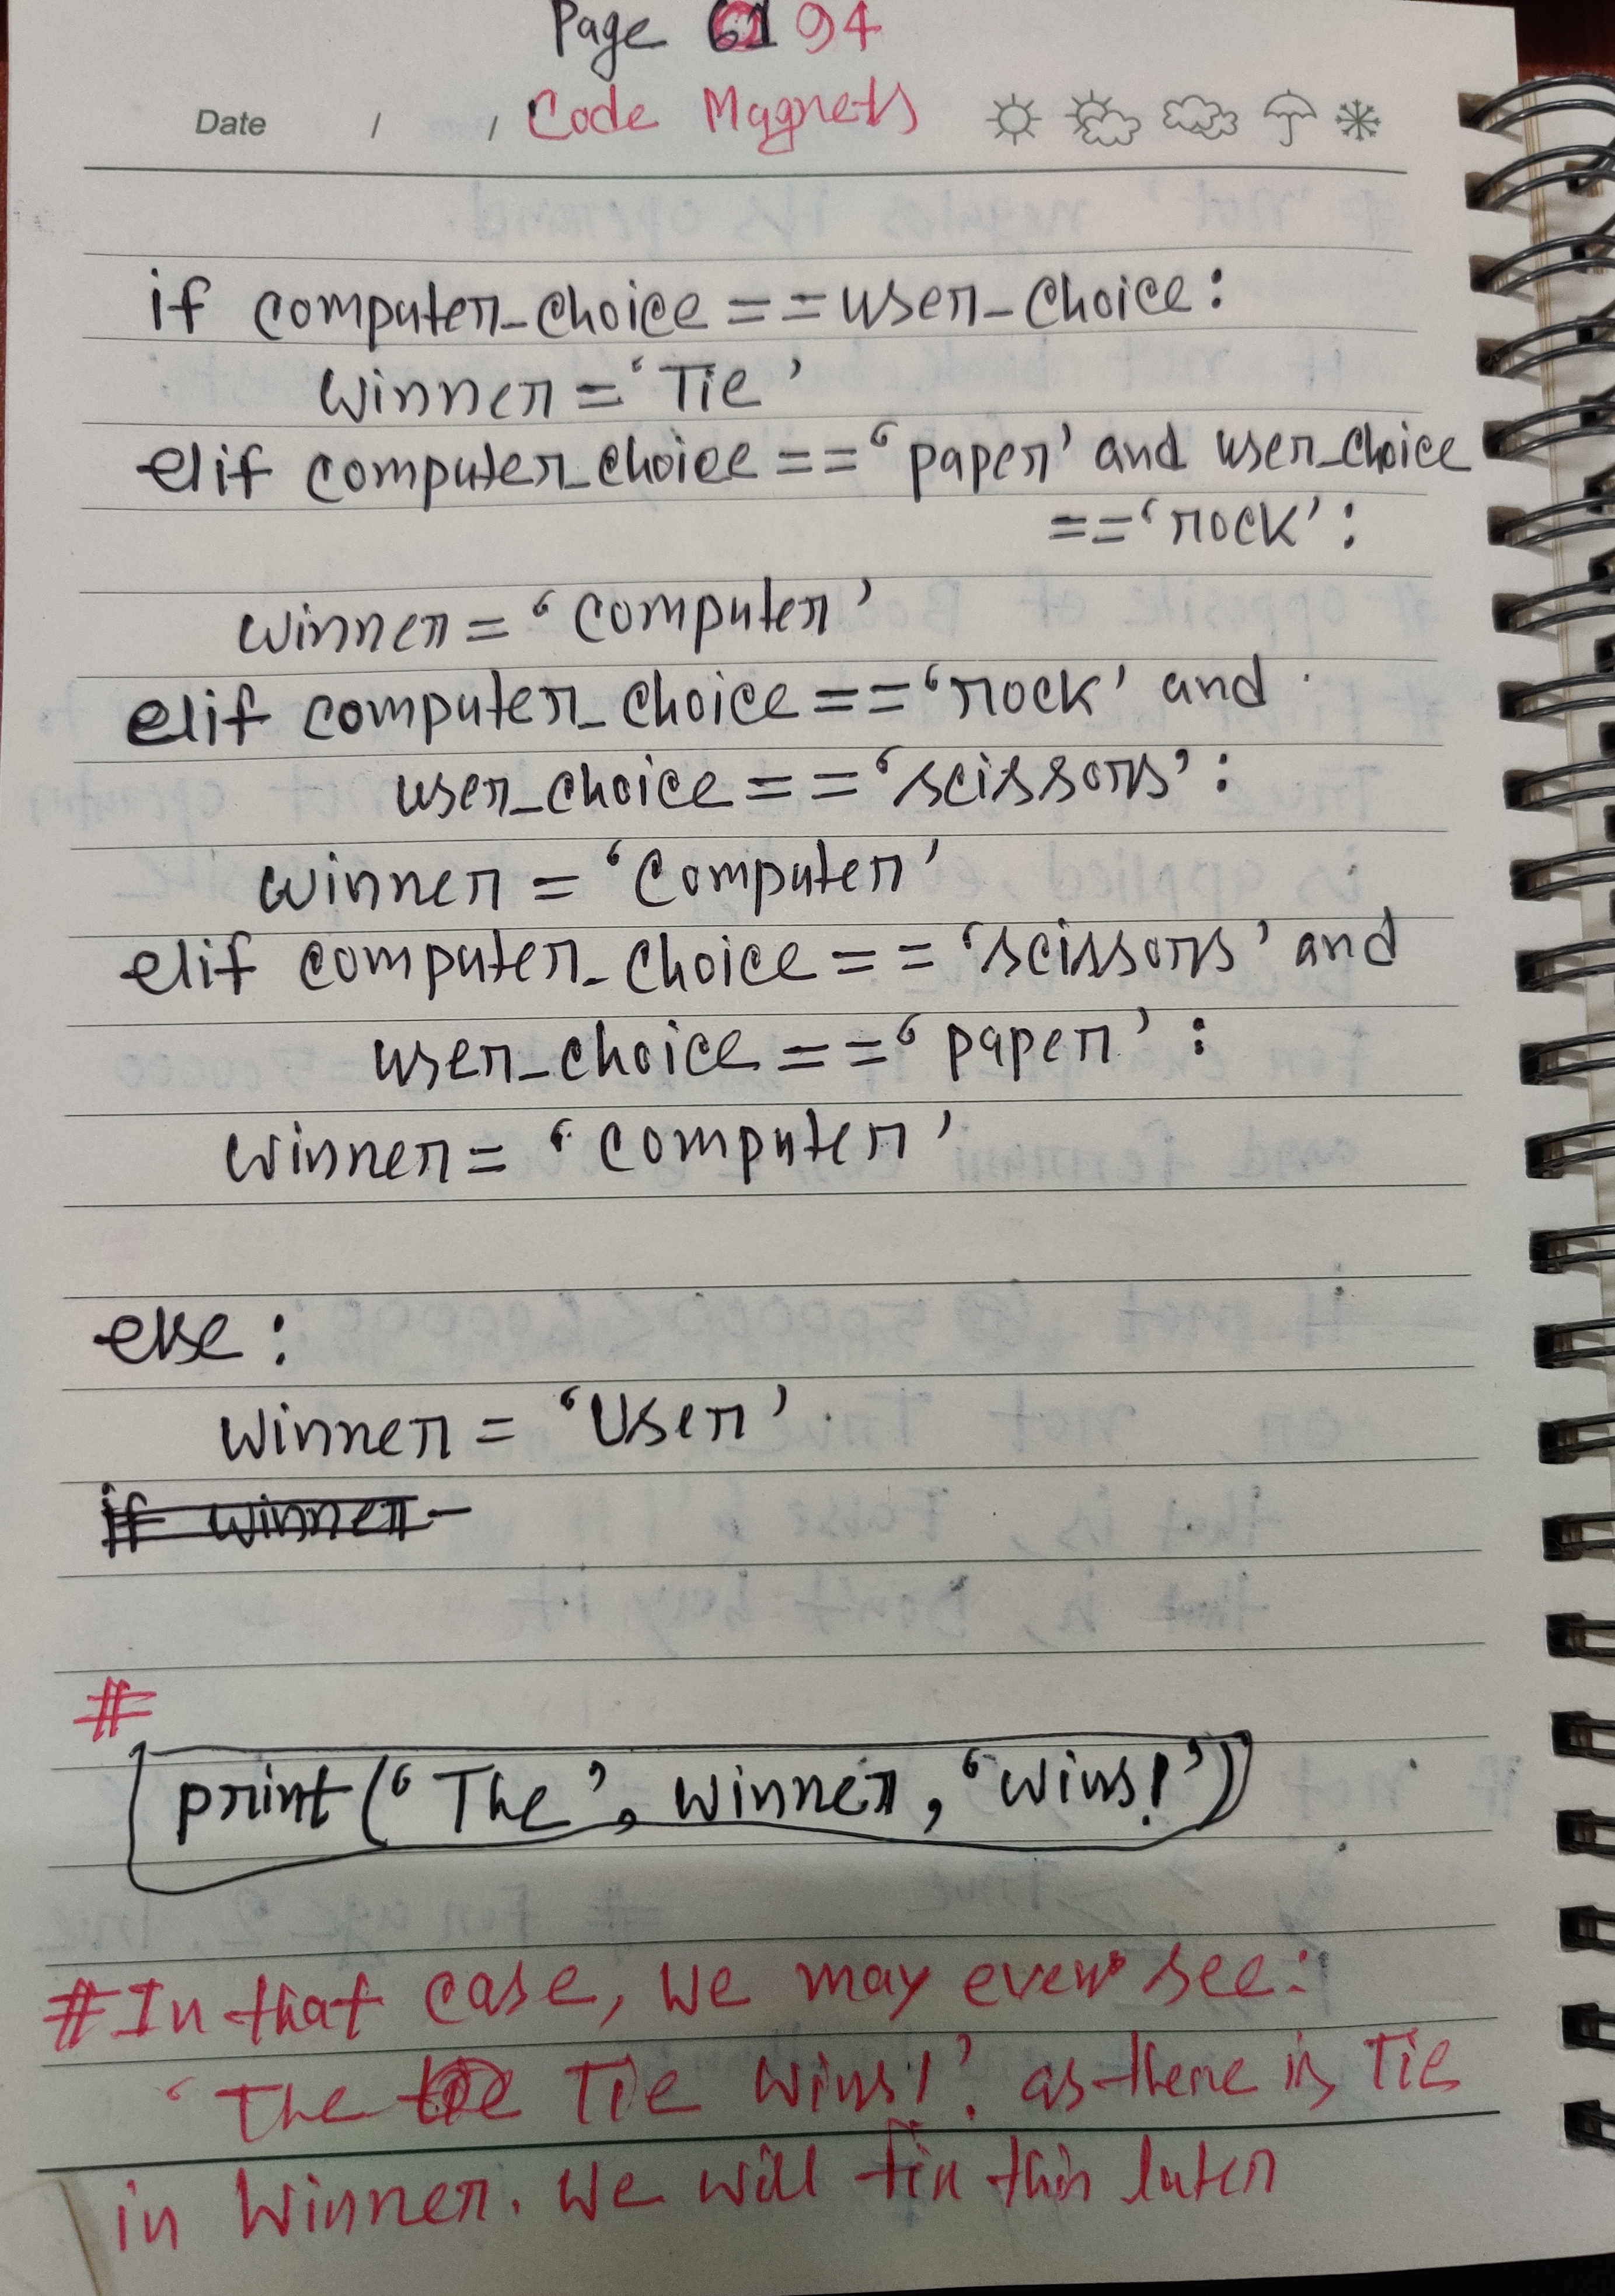 Page 94
Date / / Code Magnets
if computer_choice == user_choice:
winner = 'Tie'
elif computer_choice == 'paper' and user_choice
== 'rock':
winner = 'Computer'
elif computer_choice == 'rock' and
user_choice == 'scissors':
winner = 'Computer'
elif computer_choice == 'scissors' and
user_choice == 'paper':
winner = 'Computer'
else:
winner = 'User'
if winner
#
print('The', winner, 'wins!')
# In that case, we may even see:
'The Tie wins!' as there is Tie
in winner. We will fix this later